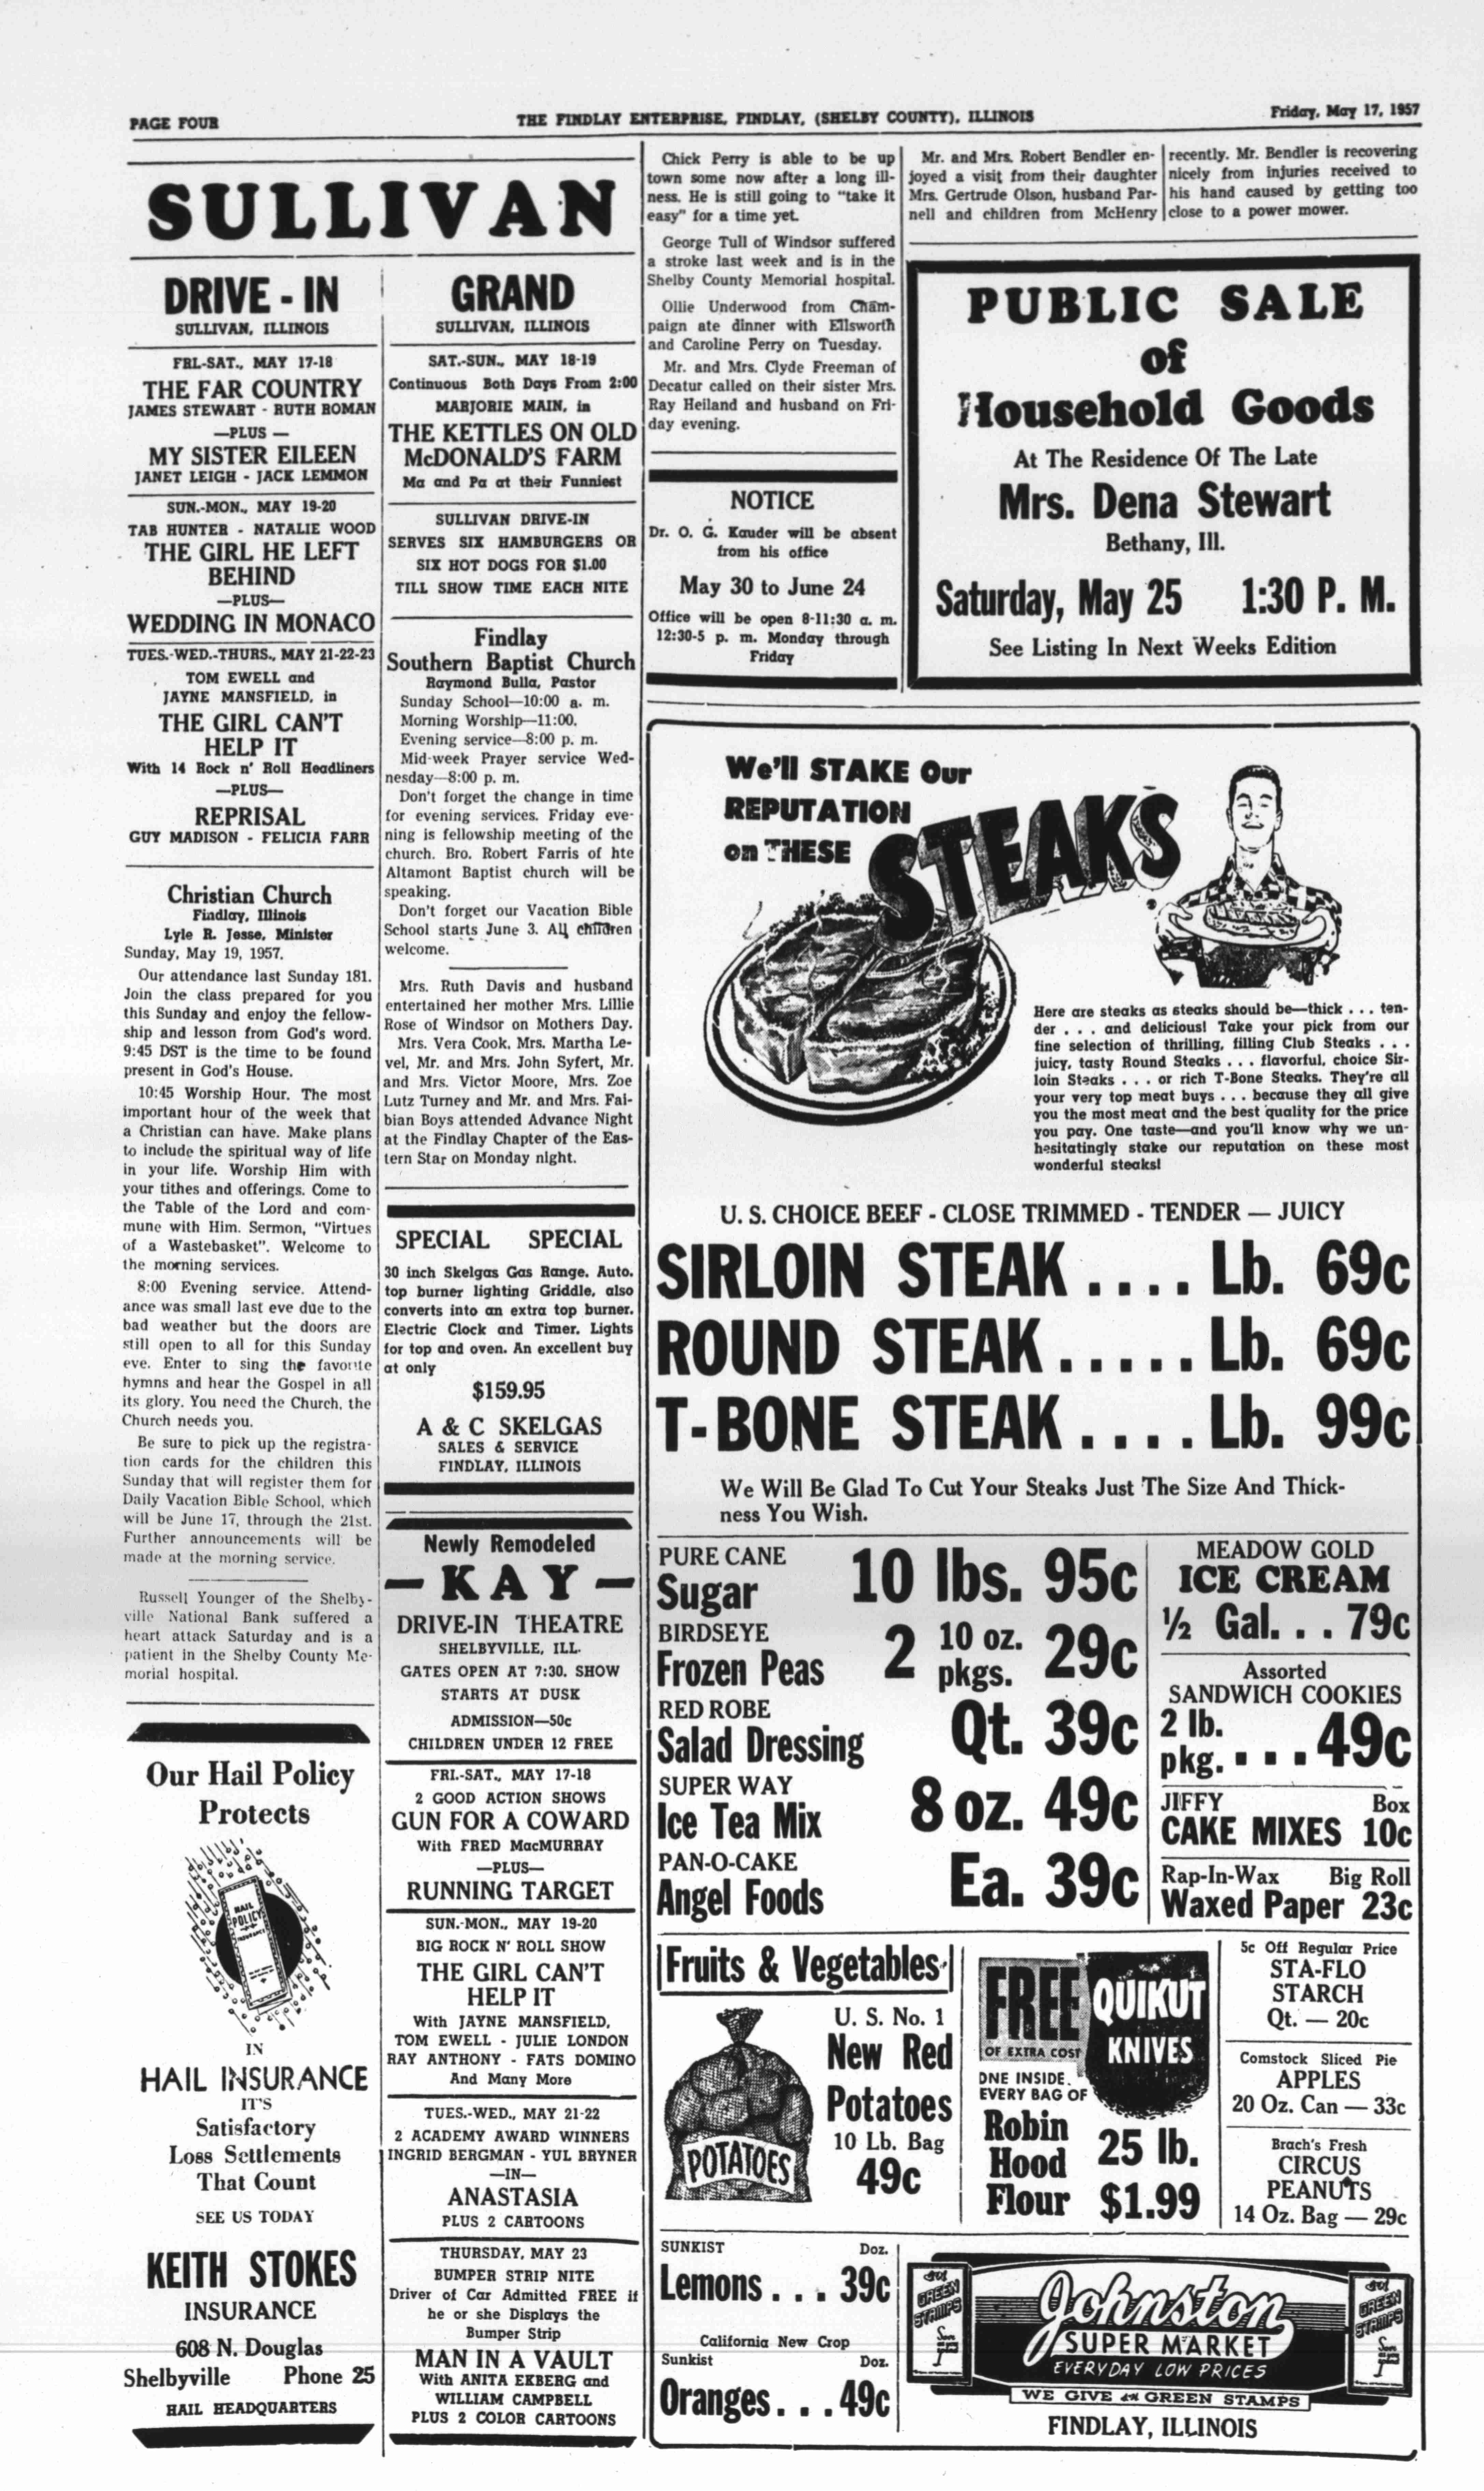 PAGE FOUR
THE FINDLAY ENTERPRISE, FINDLAY, (SHELBY COUNTY), ILLINOIS
Friday, May 17, 1957
SULLIVAN
DRIVE - IN
SULLIVAN, ILLINOIS
FRI.-SAT., MAY 17-18
THE FAR COUNTRY
JAMES STEWART - RUTH ROMAN
—PLUS —
MY SISTER EILEEN
JANET LEIGH - JACK LEMMON
SUN.-MON., MAY 19-20
TAB HUNTER - NATALIE WOOD
THE GIRL HE LEFT
BEHIND
—PLUS—
WEDDING IN MONACO
TUES.-WED.-THURS., MAY 21-22-23
TOM EWELL and
JAYNE MANSFIELD, in
THE GIRL CAN'T
HELP IT
With 14 Rock n' Roll Headliners
—PLUS—
REPRISAL
GUY MADISON - FELICIA FARR
Christian Church
Findlay, Illinois
Lyle R. Jesse, Minister
Sunday, May 19, 1957.
Our attendance last Sunday 181.
Join the class prepared for you
this Sunday and enjoy the fellow-
ship and lesson from God's word.
9:45 DST is the time to be found
present in God's House.
10:45 Worship Hour. The most
important hour of the week that
a Christian can have. Make plans
to include the spiritual way of life
in your life. Worship Him with
your tithes and offerings. Come to
the Table of the Lord and com-
mune with Him. Sermon, "Virtues
of a Wastebasket". Welcome to
the morning services.
8:00 Evening service. Attend-
ance was small last eve due to the
bad weather but the doors are
still open to all for this Sunday
eve. Enter to sing the favorite
hymns and hear the Gospel in all
its glory. You need the Church, the
Church needs you.
Be sure to pick up the registra-
tion cards for the children this
Sunday that will register them for
Daily Vacation Bible School, which
will be June 17, through the 21st.
Further announcements will be
made at the morning service.
Russell Younger of the Shelby-
ville National Bank suffered a
heart attack Saturday and is a
patient in the Shelby County Me-
morial hospital.
Our Hail Policy
Protects
HAIL
POLICY
INSURANCE
IN
HAIL INSURANCE
IT'S
Satisfactory
Loss Settlements
That Count
SEE US TODAY
KEITH STOKES
INSURANCE
608 N. Douglas
Shelbyville Phone 25
HAIL HEADQUARTERS
GRAND
SULLIVAN, ILLINOIS
SAT.-SUN., MAY 18-19
Continuous Both Days From 2:00
MARJORIE MAIN, in
THE KETTLES ON OLD
McDONALD'S FARM
Ma and Pa at their Funniest
SULLIVAN DRIVE-IN
SERVES SIX HAMBURGERS OR
SIX HOT DOGS FOR $1.00
TILL SHOW TIME EACH NITE
Findlay
Southern Baptist Church
Raymond Bulla, Pastor
Sunday School—10:00 a. m.
Morning Worship—11:00.
Evening service—8:00 p. m.
Mid-week Prayer service Wed-
nesday—8:00 p. m.
Don't forget the change in time
for evening services. Friday eve-
ning is fellowship meeting of the
church. Bro. Robert Farris of hte
Altamont Baptist church will be
speaking.
Don't forget our Vacation Bible
School starts June 3. All children
welcome.
Mrs. Ruth Davis and husband
entertained her mother Mrs. Lillie
Rose of Windsor on Mothers Day.
Mrs. Vera Cook, Mrs. Martha Le-
vel, Mr. and Mrs. John Syfert, Mr.
and Mrs. Victor Moore, Mrs. Zoe
Lutz Turney and Mr. and Mrs. Fai-
bian Boys attended Advance Night
at the Findlay Chapter of the Eas-
tern Star on Monday night.
SPECIAL SPECIAL
30 inch Skelgas Gas Range. Auto.
top burner lighting Griddle, also
converts into an extra top burner.
Electric Clock and Timer. Lights
for top and oven. An excellent buy
at only
$159.95
A & C SKELGAS
SALES & SERVICE
FINDLAY, ILLINOIS
Newly Remodeled
— KAY —
DRIVE-IN THEATRE
SHELBYVILLE, ILL.
GATES OPEN AT 7:30. SHOW
STARTS AT DUSK
ADMISSION—50c
CHILDREN UNDER 12 FREE
FRI.-SAT., MAY 17-18
2 GOOD ACTION SHOWS
GUN FOR A COWARD
With FRED MacMURRAY
—PLUS—
RUNNING TARGET
SUN.-MON., MAY 19-20
BIG ROCK N' ROLL SHOW
THE GIRL CAN'T
HELP IT
With JAYNE MANSFIELD,
TOM EWELL - JULIE LONDON
RAY ANTHONY - FATS DOMINO
And Many More
TUES.-WED., MAY 21-22
2 ACADEMY AWARD WINNERS
INGRID BERGMAN - YUL BRYNER
—IN—
ANASTASIA
PLUS 2 CARTOONS
THURSDAY, MAY 23
BUMPER STRIP NITE
Driver of Car Admitted FREE if
he or she Displays the
Bumper Strip
MAN IN A VAULT
With ANITA EKBERG and
WILLIAM CAMPBELL
PLUS 2 COLOR CARTOONS
Chick Perry is able to be up
town some now after a long ill-
ness. He is still going to "take it
easy" for a time yet.
George Tull of Windsor suffered
a stroke last week and is in the
Shelby County Memorial hospital.
Ollie Underwood from Cham-
paign ate dinner with Ellsworth
and Caroline Perry on Tuesday.
Mr. and Mrs. Clyde Freeman of
Decatur called on their sister Mrs.
Ray Heiland and husband on Fri-
day evening.
NOTICE
Dr. O. G. Kauder will be absent
from his office
May 30 to June 24
Office will be open 8-11:30 a. m.
12:30-5 p. m. Monday through
Friday
Mr. and Mrs. Robert Bendler en-
joyed a visit from their daughter
Mrs. Gertrude Olson, husband Par-
nell and children from McHenry
recently. Mr. Bendler is recovering
nicely from injuries received to
his hand caused by getting too
close to a power mower.
PUBLIC SALE
of
Household Goods
At The Residence Of The Late
Mrs. Dena Stewart
Bethany, Ill.
Saturday, May 25 1:30 P. M.
See Listing In Next Weeks Edition
We'll STAKE Our
REPUTATION
on THESE
STEAKS
Here are steaks as steaks should be—thick . . . ten-
der . . . and delicious! Take your pick from our
fine selection of thrilling, filling Club Steaks . . .
juicy, tasty Round Steaks . . . flavorful, choice Sir-
loin Steaks . . . or rich T-Bone Steaks. They're all
your very top meat buys . . . because they all give
you the most meat and the best quality for the price
you pay. One taste—and you'll know why we un-
hesitatingly stake our reputation on these most
wonderful steaks!
U. S. CHOICE BEEF - CLOSE TRIMMED - TENDER — JUICY
SIRLOIN STEAK . . . . Lb. 69c
ROUND STEAK . . . . . Lb. 69c
T-BONE STEAK . . . . Lb. 99c
We Will Be Glad To Cut Your Steaks Just The Size And Thick-
ness You Wish.
PURE CANE
Sugar 10 lbs. 95c
BIRDSEYE
Frozen Peas 2 10 oz. pkgs. 29c
RED ROBE
Salad Dressing Qt. 39c
SUPER WAY
Ice Tea Mix 8 oz. 49c
PAN-O-CAKE
Angel Foods Ea. 39c
MEADOW GOLD
ICE CREAM
½ Gal. . . 79c
Assorted
SANDWICH COOKIES
2 lb.
pkg. . . . 49c
JIFFY Box
CAKE MIXES 10c
Rap-In-Wax Big Roll
Waxed Paper 23c
Fruits & Vegetables
POTATOES
U. S. No. 1
New Red
Potatoes
10 Lb. Bag
49c
FREE
OF EXTRA COST
QUIKUT
KNIVES
ONE INSIDE
EVERY BAG OF
Robin
Hood
Flour
25 lb.
$1.99
5c Off Regular Price
STA-FLO
STARCH
Qt. — 20c
Comstock Sliced Pie
APPLES
20 Oz. Can — 33c
Brach's Fresh
CIRCUS
PEANUTS
14 Oz. Bag — 29c
SUNKIST Doz.
Lemons . . . 39c
California New Crop
Sunkist Doz.
Oranges . . . 49c
GREEN
STAMPS
Johnston
SUPER MARKET
EVERYDAY LOW PRICES
WE GIVE S&H GREEN STAMPS
GREEN
STAMPS
FINDLAY, ILLINOIS